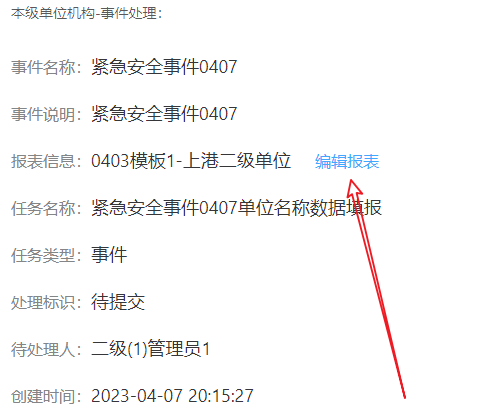 本级单位机构-事件处理：
事件名称： 紧急安全事件0407
事件说明： 紧急安全事件0407
报表信息： 0403模板1-上港二级单位 编辑报表
任务名称： 紧急安全事件0407单位名称数据填报
任务类型： 事件
处理标识： 待提交
待处理人： 二级(1)管理员1
创建时间： 2023-04-07 20:15:27